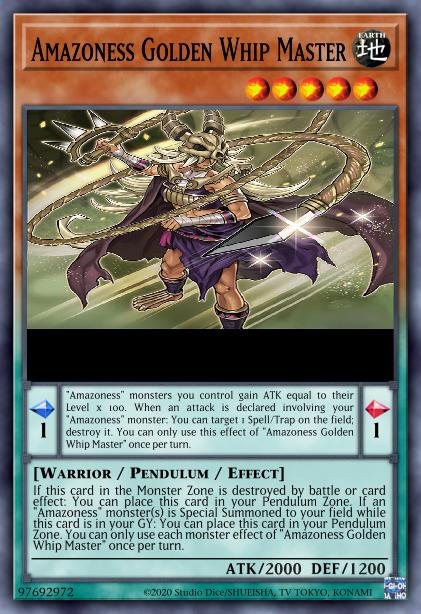 Amazoness Golden Whip Master
EARTH
地
"Amazoness" monsters you control gain ATK equal to their
Level x 100. When an attack is declared involving your
"Amazoness" monster: You can target 1 Spell/Trap on the field;
destroy it. You can only use this effect of "Amazoness Golden
Whip Master" once per turn.
1
1
[Warrior / Pendulum / Effect]
If this card in the Monster Zone is destroyed by battle or card
effect: You can place this card in your Pendulum Zone. If an
"Amazoness" monster(s) is Special Summoned to your field while
this card is in your GY: You can place this card in your Pendulum
Zone. You can only use each monster effect of "Amazoness Golden
Whip Master" once per turn.
ATK/2000 DEF/1200
97692972
©2020 Studio Dice/SHUEISHA, TV TOKYO, KONAMI